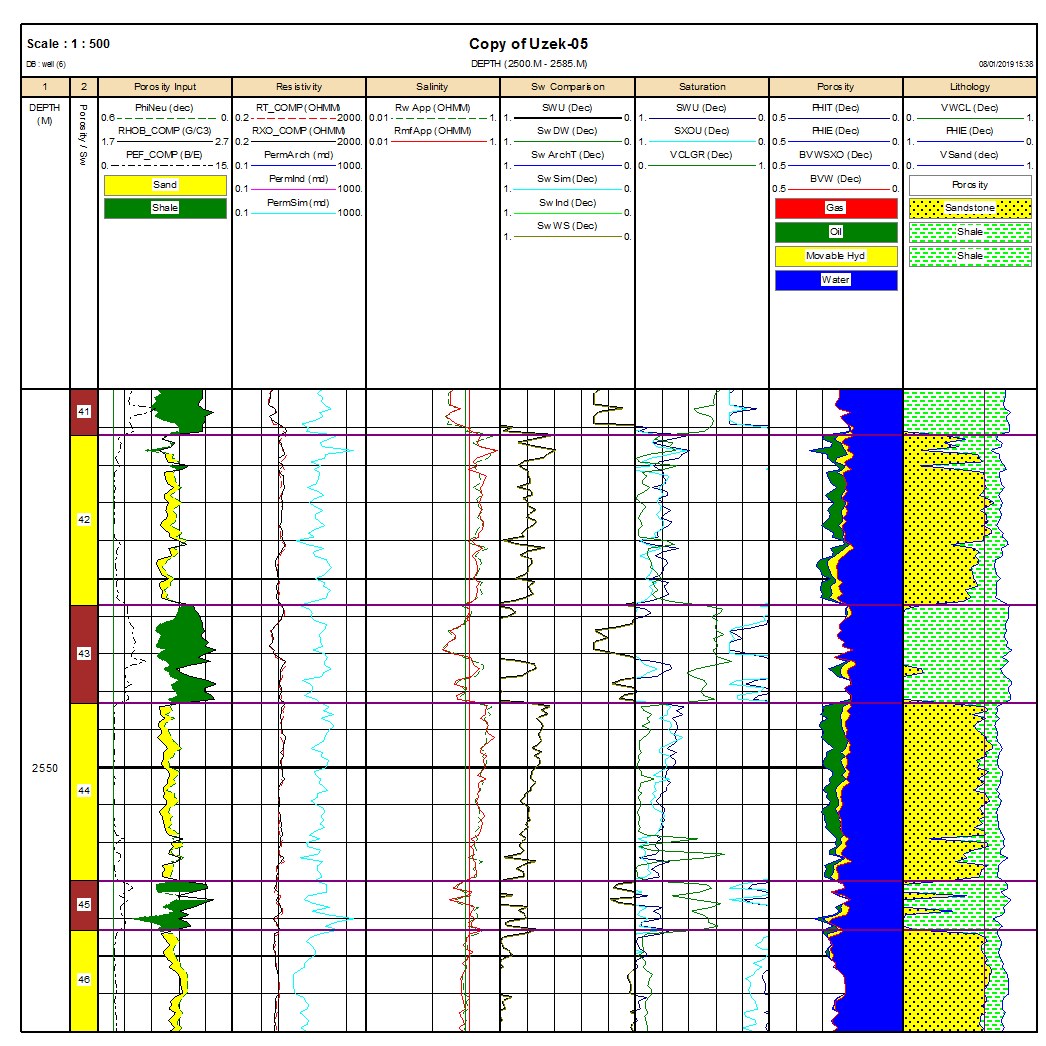 Scale : 1 : 500
Copy of Uzek-05
DB : well (6)
DEPTH (2500.M - 2585.M)
08/01/2019 15:38
1 2 Porosity Input Resistivity Salinity Sw Comparison Saturation Porosity Lithology
DEPTH
(M)
Porosity / Sw
PhiNeu (dec)
0.6 0.
RHOB_COMP (G/C3)
1.7 2.7
PEF_COMP (B/E)
0. 15.
Sand
Shale
RT_COMP (OHMM)
0.2 2000.
RXO_COMP (OHMM)
0.2 2000.
PermArch (md)
0.1 1000.
PermInd (md)
0.1 1000.
PermSim (md)
0.1 1000.
Rw App (OHMM)
0.01 1.
RmfApp (OHMM)
0.01 1.
SWU (Dec)
1. 0.
SwDW (Dec)
1. 0.
Sw ArchT (Dec)
1. 0.
SwSim (Dec)
1. 0.
SwInd (Dec)
1. 0.
SwWS (Dec)
1. 0.
SWU (Dec)
1. 0.
SXOU (Dec)
1. 0.
VCLGR (Dec)
0. 1.
PHIT (Dec)
0.5 0.
PHIE (Dec)
0.5 0.
BVWSXO (Dec)
0.5 0.
BVW (Dec)
0.5 0.
Gas
Oil
Movable Hyd
Water
VWCL (Dec)
0. 1.
PHIE (Dec)
1. 0.
VSand (Dec)
0. 1.
Porosity
Sandstone
Shale
Shale
41
42
43
2550
44
45
46